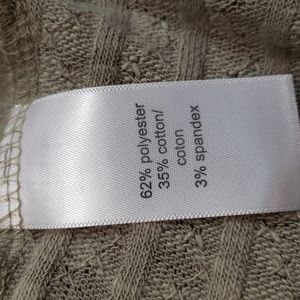 62% polyester
35% cotton/
coton
3% spandex